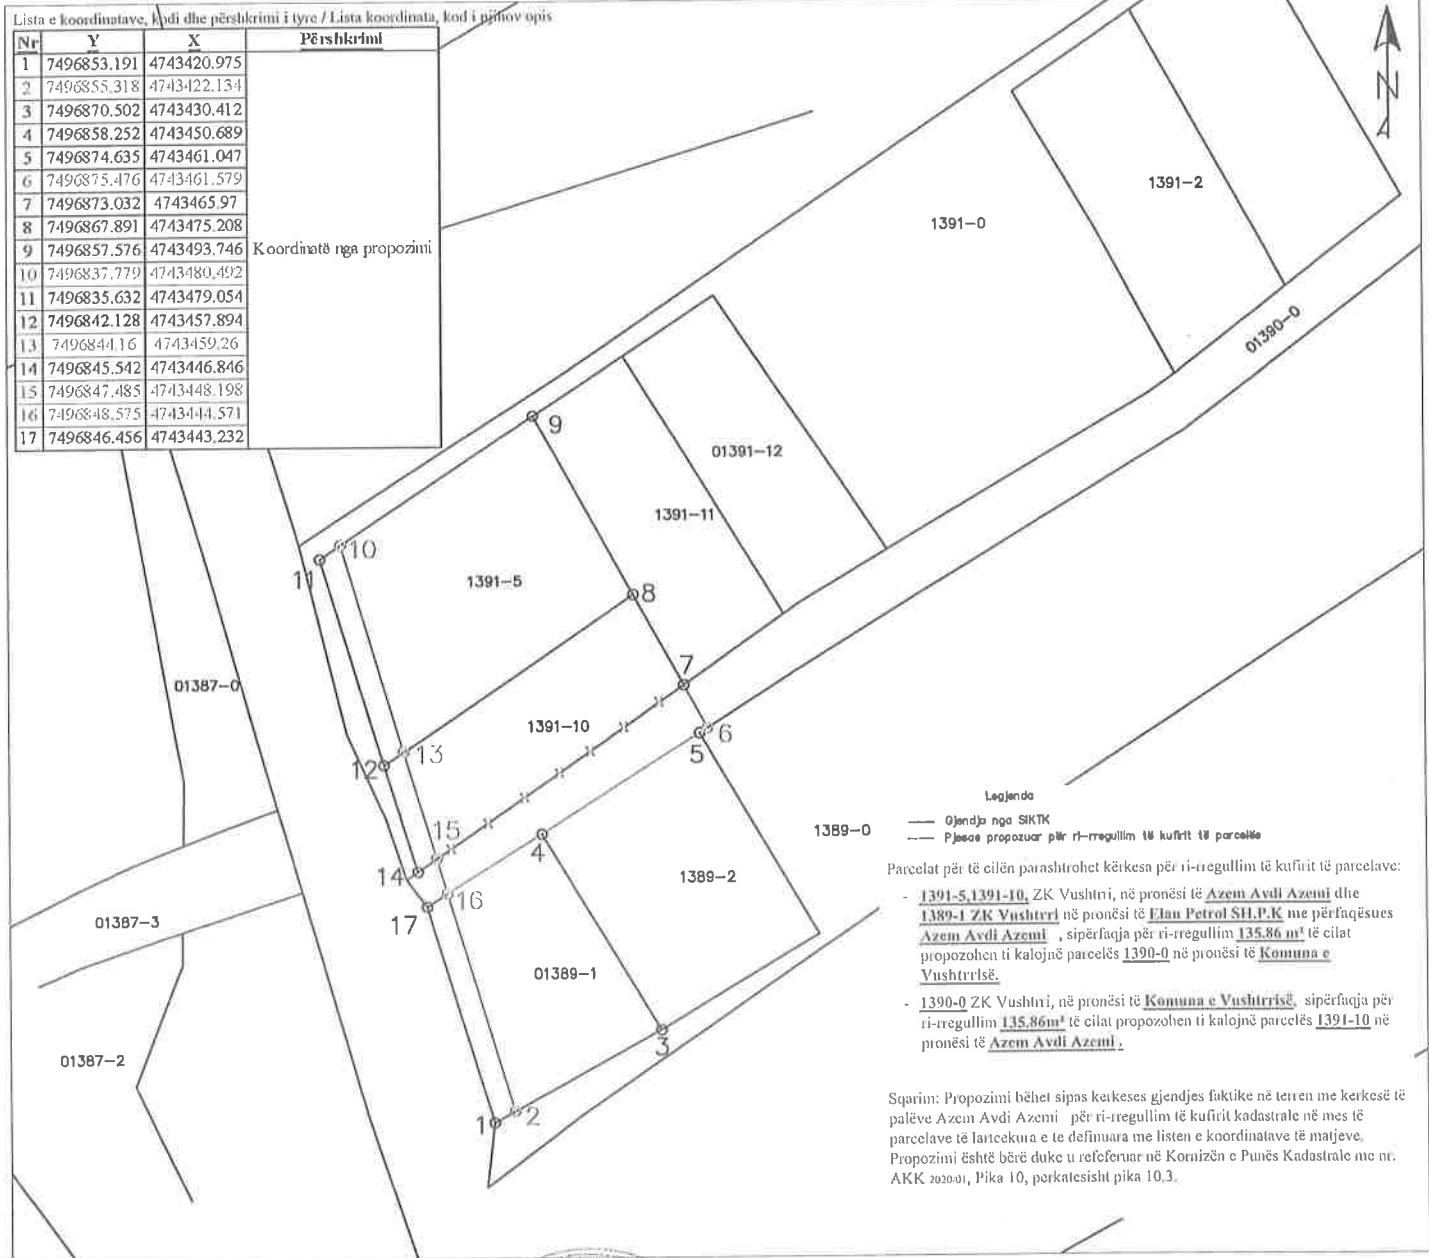 Lista e koordinatave, kodi dhe përshkrimi i tyre / Lista koordinata, kod i njihov opis
Nr Y X Përshkrimi
1 7496853.191 4743420.975
2 7496855.318 4743422.134
3 7496870.502 4743430.412
4 7496858.252 4743450.689
5 7496874.635 4743461.047
6 7496875.476 4743461.579
7 7496873.032 4743465.97
8 7496867.891 4743475.208
9 7496857.576 4743493.746 Koordinatë nga propozimi
10 7496837.779 4743480.492
11 7496835.632 4743479.054
12 7496842.128 4743457.894
13 7496844.16 4743459.26
14 7496845.542 4743446.846
15 7496847.485 4743448.198
16 7496848.575 4743444.571
17 7496846.456 4743443.232
N
1391-2
1391-0
01390-0
9
01391-12
1391-11
10
11
1391-5
8
01387-0
7
1391-10
6
5
13
12
15
4
14
16
17
1389-0
1389-2
01387-3
01389-1
3
01387-2
1
2
Legjenda
Gjendja nga SIKTK
Pjesae propozuar për ri-rregullim të kufirit të parcelës
Parcelat për të cilën parashtrohet kërkesa për ri-rregullim të kufirit të parcelave:
- 1391-5,1391-10, ZK Vushtrri, në pronësi të Azem Avdi Azemi dhe
1389-1 ZK Vushtrri në pronësi të Elan Petrol SH.P.K me përfaqësues
Azem Avdi Azemi , sipërfaqja për ri-rregullim 135.86 m² të cilat
propozohen ti kalojnë parcelës 1390-0 në pronësi të Komuna e
Vushtrrisë.
- 1390-0 ZK Vushtrri, në pronësi të Komuna e Vushtrrisë, sipërfaqja për
ri-rregullim 135.86m² të cilat propozohen ti kalojnë parcelës 1391-10 në
pronësi të Azem Avdi Azemi .
Sqarim: Propozimi bëhet sipas kerkeses gjendjes faktike në terren me kerkesë të
palëve Azem Avdi Azemi për ri-rregullim të kufirit kadastrale në mes të
parcelave të lartcekura e te definuara me listen e koordinatave të matjeve.
Propozimi është bërë duke u refeferuar në Kornizën e Punës Kadastrale me nr.
AKK 2020/01, Pika 10, perkatesisht pika 10.3.